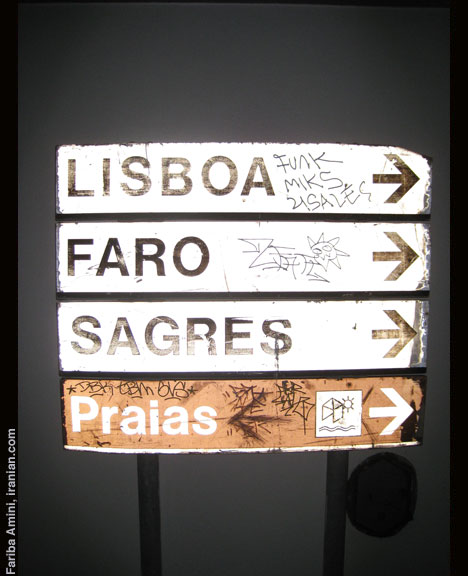 LISBOA
FUNK
MIKS
FARO
SAGRES
Praias
Fariba Amini, iranian.com